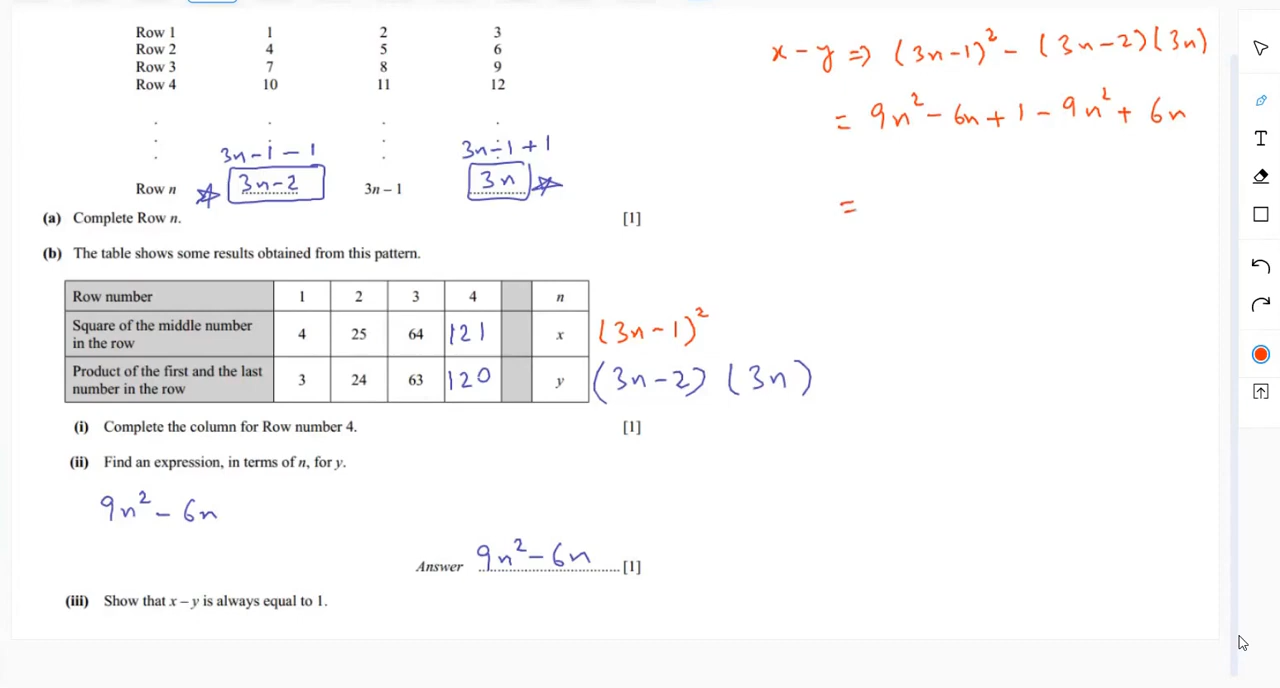 Row 1 1 2 3
Row 2 4 5 6
Row 3 7 8 9
Row 4 10 11 12
3n-1-1 3n-1+1
Row n 3n-2 3n – 1 3n
(a) Complete Row n. [1]
(b) The table shows some results obtained from this pattern.
Row number 1 2 3 4 n
Square of the middle number
in the row 4 25 64 121 x (3n-1)²
Product of the first and the last
number in the row 3 24 63 120 y (3n-2) (3n)
(i) Complete the column for Row number 4. [1]
(ii) Find an expression, in terms of n, for y.
9n² - 6n
Answer 9n² - 6n [1]
(iii) Show that x – y is always equal to 1.
x - y => (3n-1)² - (3n-2)(3n)
= 9n² - 6n + 1 - 9n² + 6n
=
T